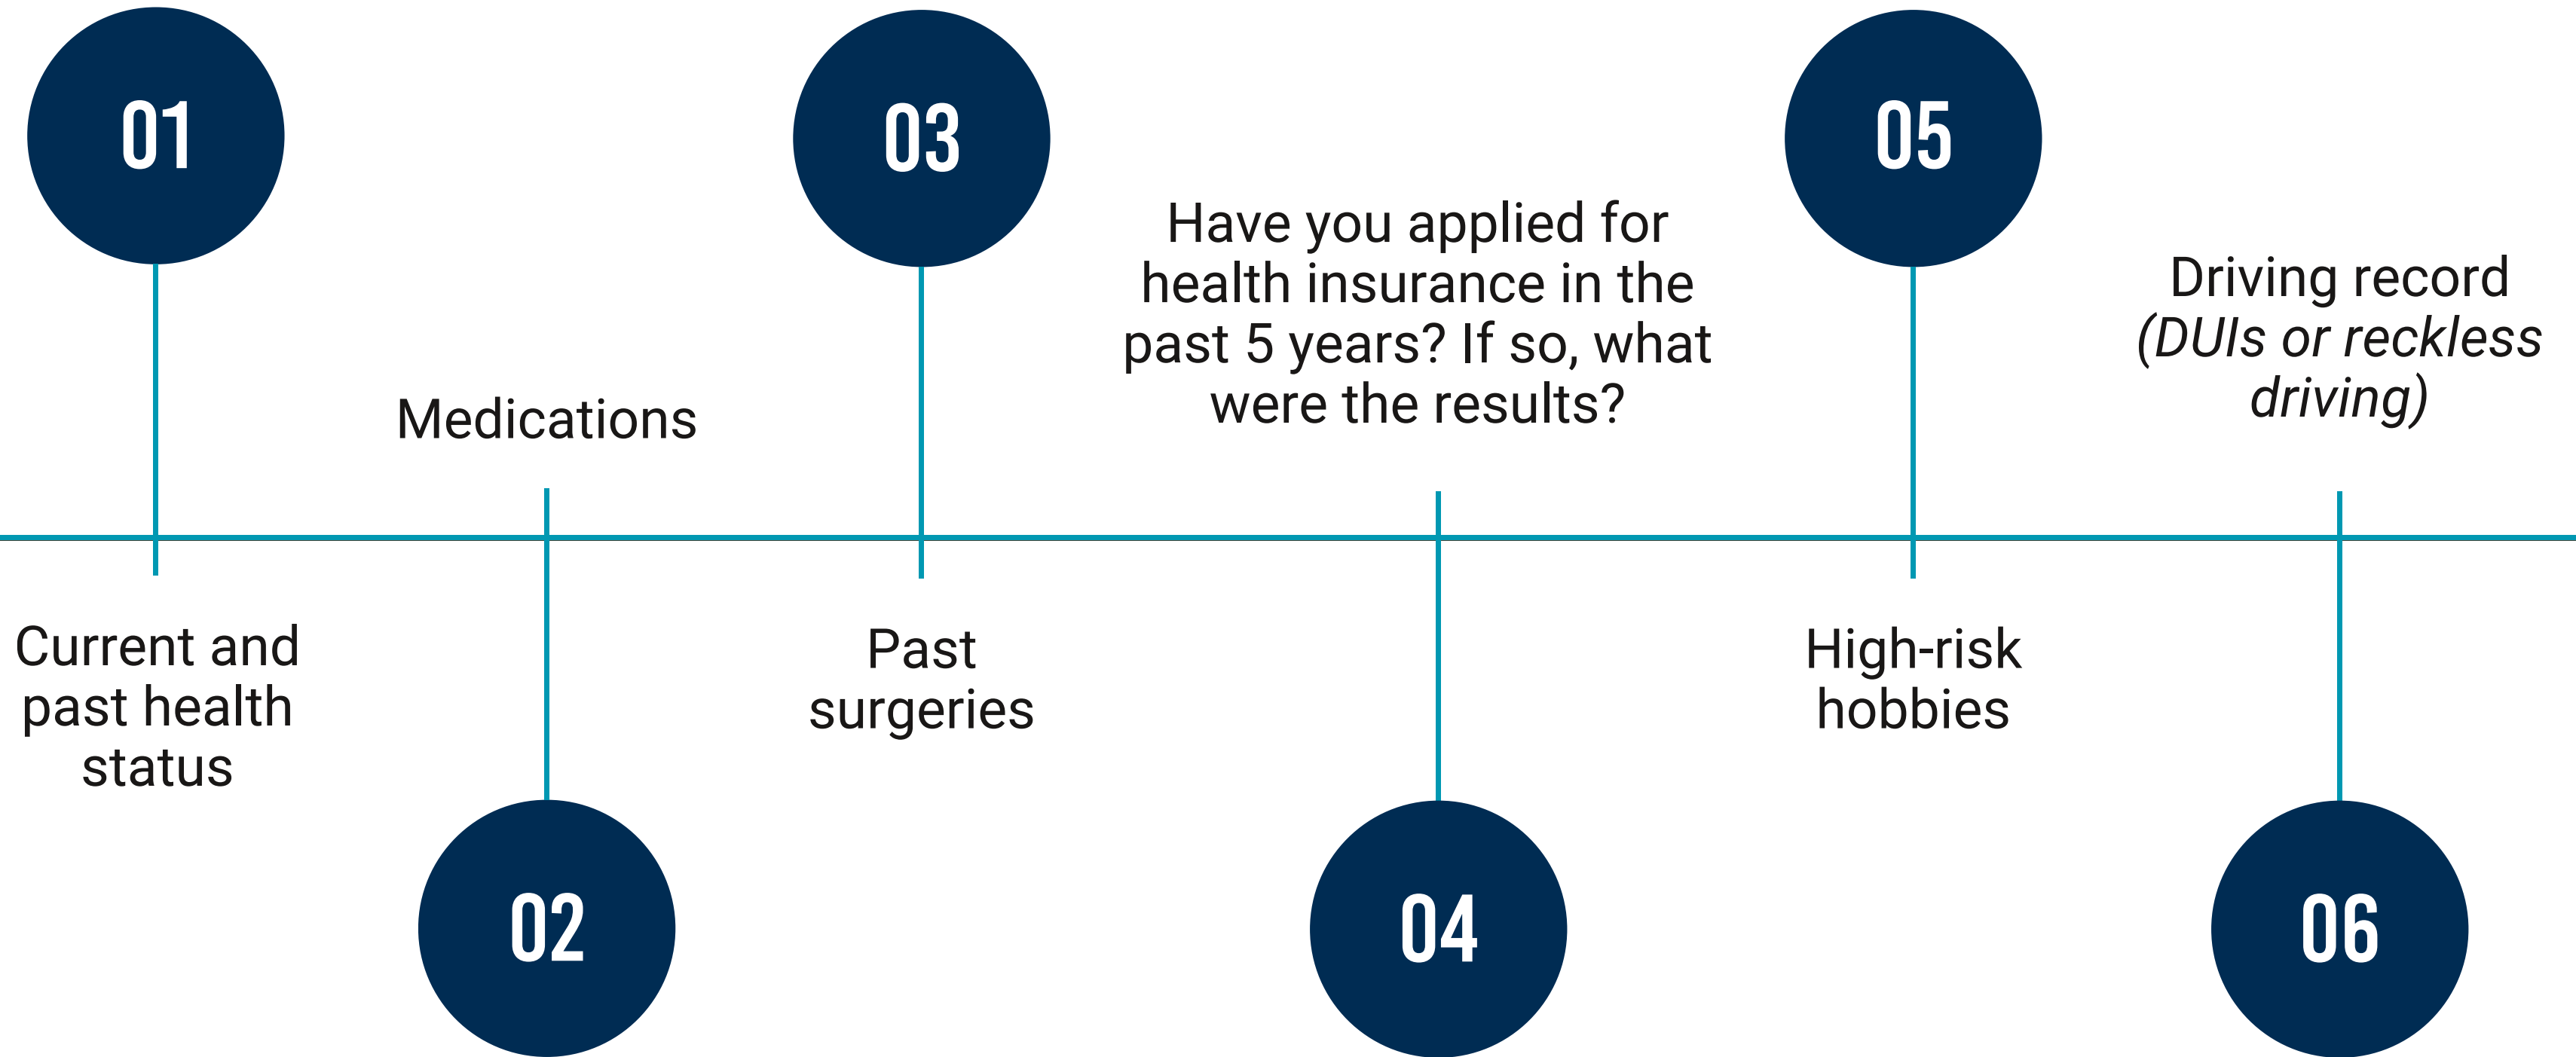 01
Current and
past health
status
Medications
02
03
Past
surgeries
Have you applied for
health insurance in the
past 5 years? If so, what
were the results?
04
05
High-risk
hobbies
Driving record
(DUIs or reckless
driving)
06